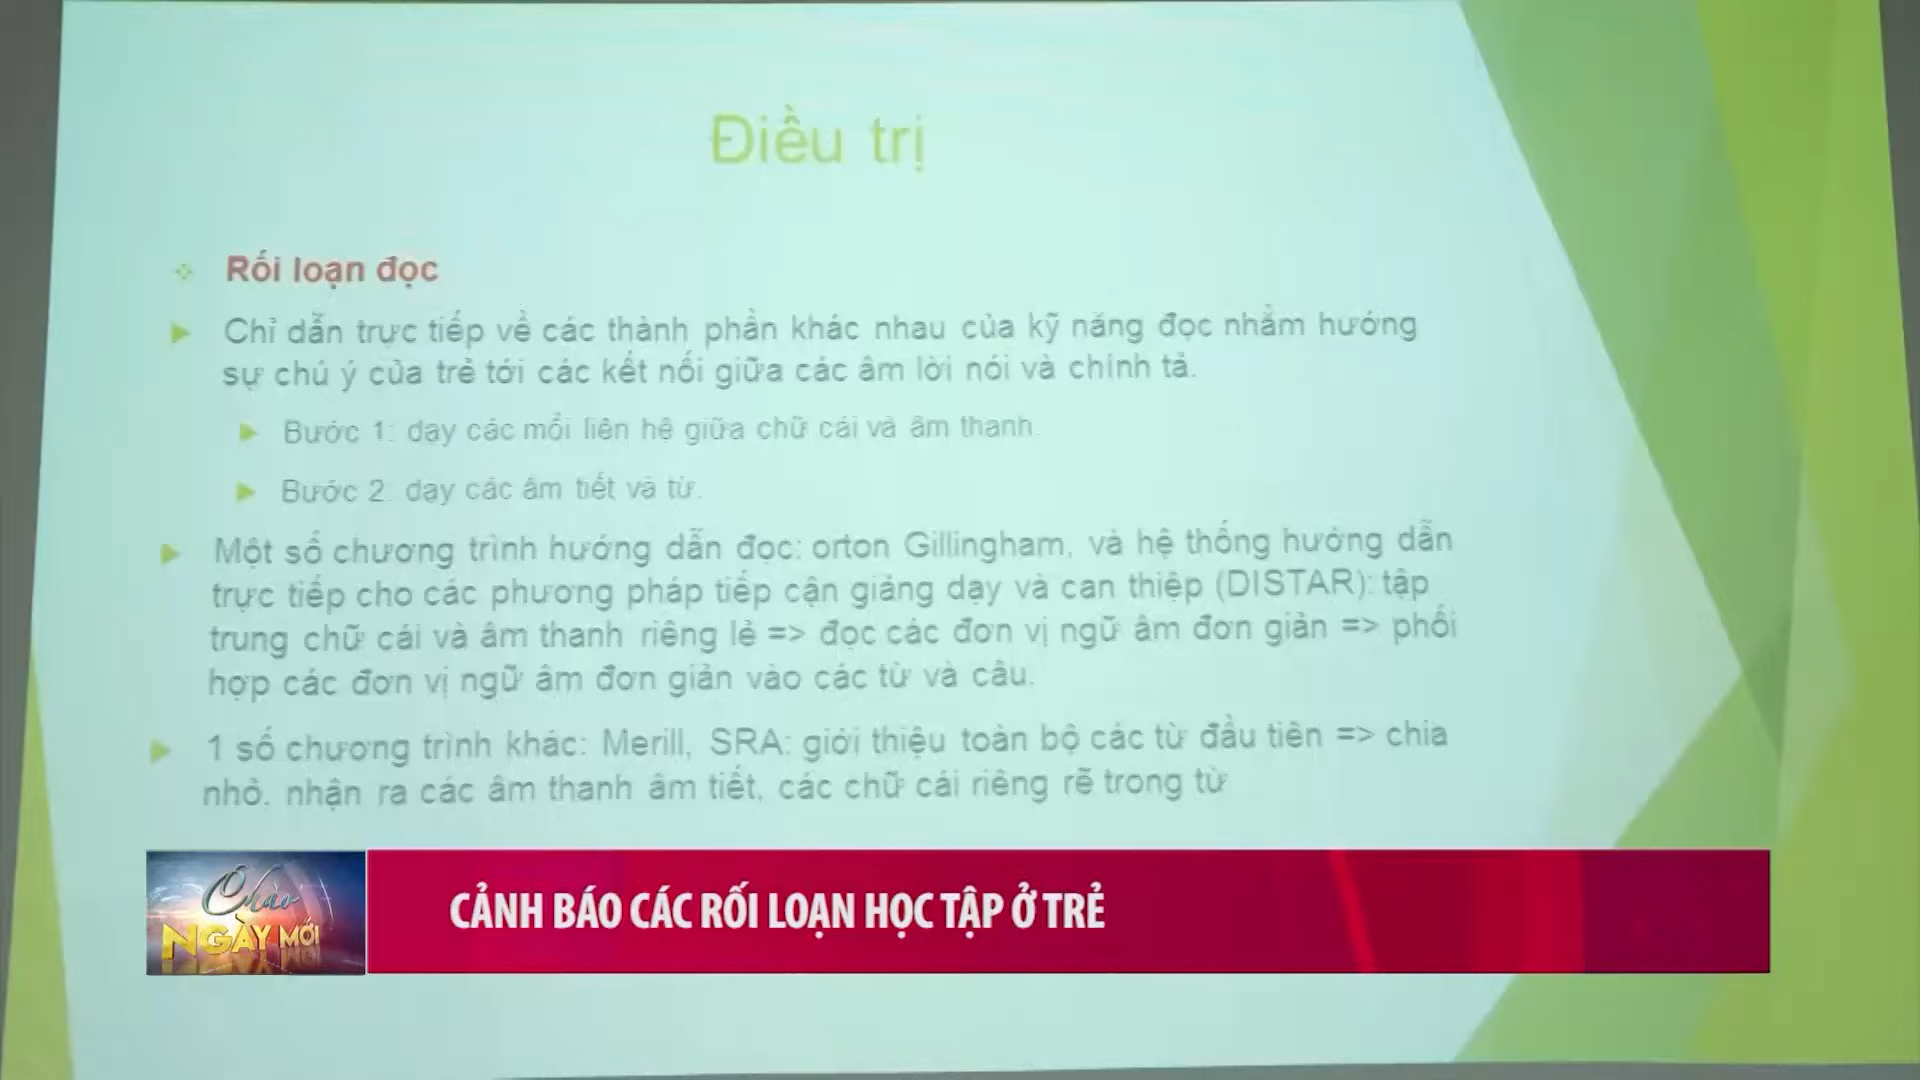 Điều trị
Rối loạn đọc
Chỉ dẫn trực tiếp về các thành phần khác nhau của kỹ năng đọc nhằm hướng
sự chú ý của trẻ tới các kết nối giữa các âm lời nói và chính tả.
Bước 1: dạy các mối liên hệ giữa chữ cái và âm thanh
Bước 2: dạy các âm tiết và từ.
Một số chương trình hướng dẫn đọc: orton Gillingham, và hệ thống hướng dẫn
trực tiếp cho các phương pháp tiếp cận giảng dạy và can thiệp (DISTAR): tập
trung chữ cái và âm thanh riêng lẻ => đọc các đơn vị ngữ âm đơn giản => phối
hợp các đơn vị ngữ âm đơn giản vào các từ và câu.
1 số chương trình khác: Merill, SRA: giới thiệu toàn bộ các từ đầu tiên => chia
nhỏ. nhận ra các âm thanh âm tiết, các chữ cái riêng rẽ trong từ
Chào
NGÀY MỚI
CẢNH BÁO CÁC RỐI LOẠN HỌC TẬP Ở TRẺ